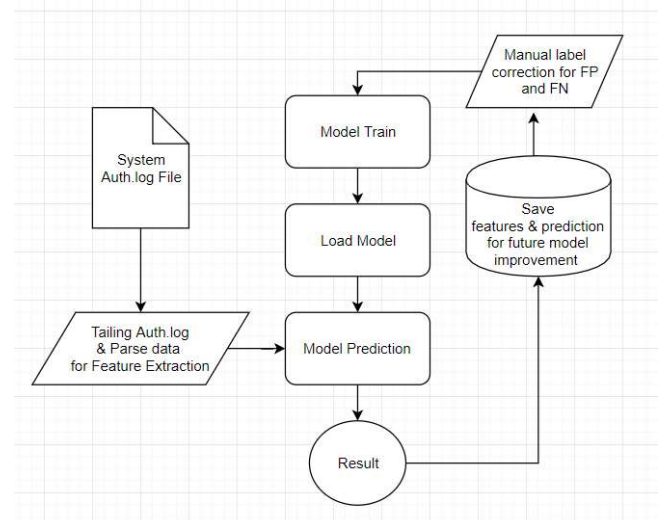 Manual label
correction for FP
and FN
Model Train
System
Auth.log File
Load Model
Save
features & prediction
for future model
improvement
Tailing Auth.log
& Parse data
for Feature Extraction
Model Prediction
Result